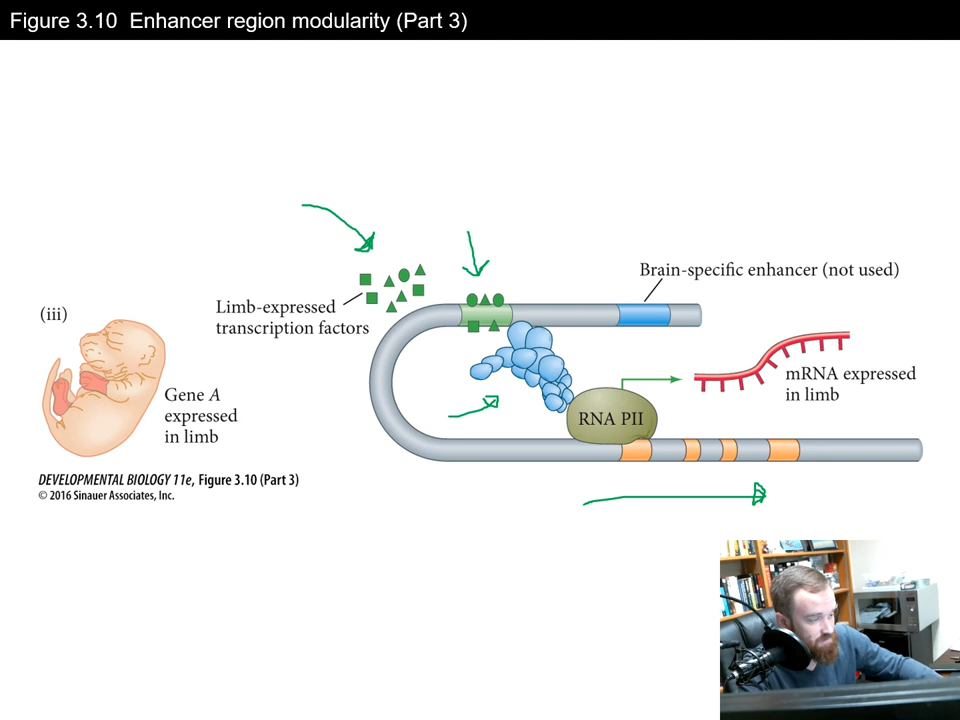 Figure 3.10 Enhancer region modularity (Part 3)
Brain-specific enhancer (not used)
Limb-expressed
transcription factors
(iii)
mRNA expressed
in limb
Gene A
expressed
in limb
RNA PII
DEVELOPMENTAL BIOLOGY 11e, Figure 3.10 (Part 3)
© 2016 Sinauer Associates, Inc.